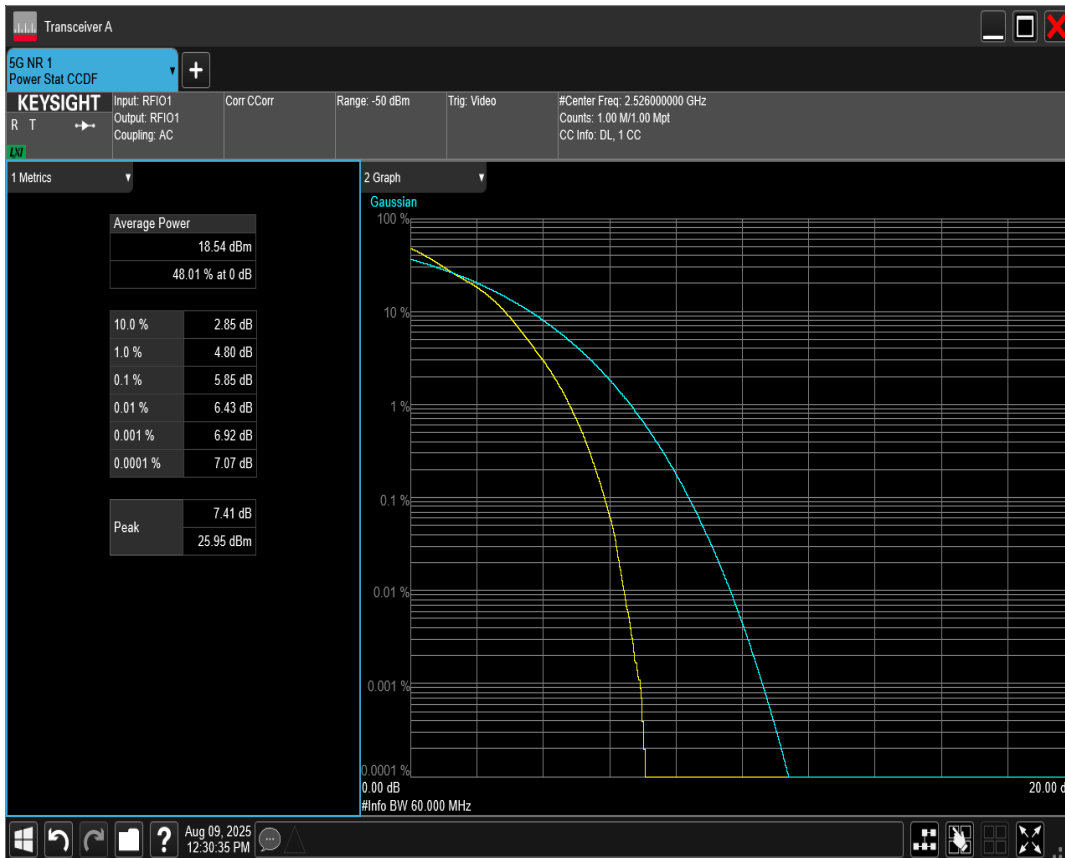 Transceiver A
5G NR 1
Power Stat CCDF
KEYSIGHT
R T
LXI
Input: RFIO1
Output: RFIO1
Coupling: AC
Corr CCorr
Range: -50 dBm
Trig: Video
#Center Freq: 2.526000000 GHz
Counts: 1.00 M/1.00 Mpt
CC Info: DL, 1 CC
1 Metrics
Average Power
18.54 dBm
48.01 % at 0 dB
10.0 % 2.85 dB
1.0 % 4.80 dB
0.1 % 5.85 dB
0.01 % 6.43 dB
0.001 % 6.92 dB
0.0001 % 7.07 dB
Peak
7.41 dB
25.95 dBm
2 Graph
Gaussian
100 %
10 %
1 %
0.1 %
0.01 %
0.001 %
0.0001 %
0.00 dB
20.00 d
#Info BW 60.000 MHz
?
Aug 09, 2025
12:30:35 PM